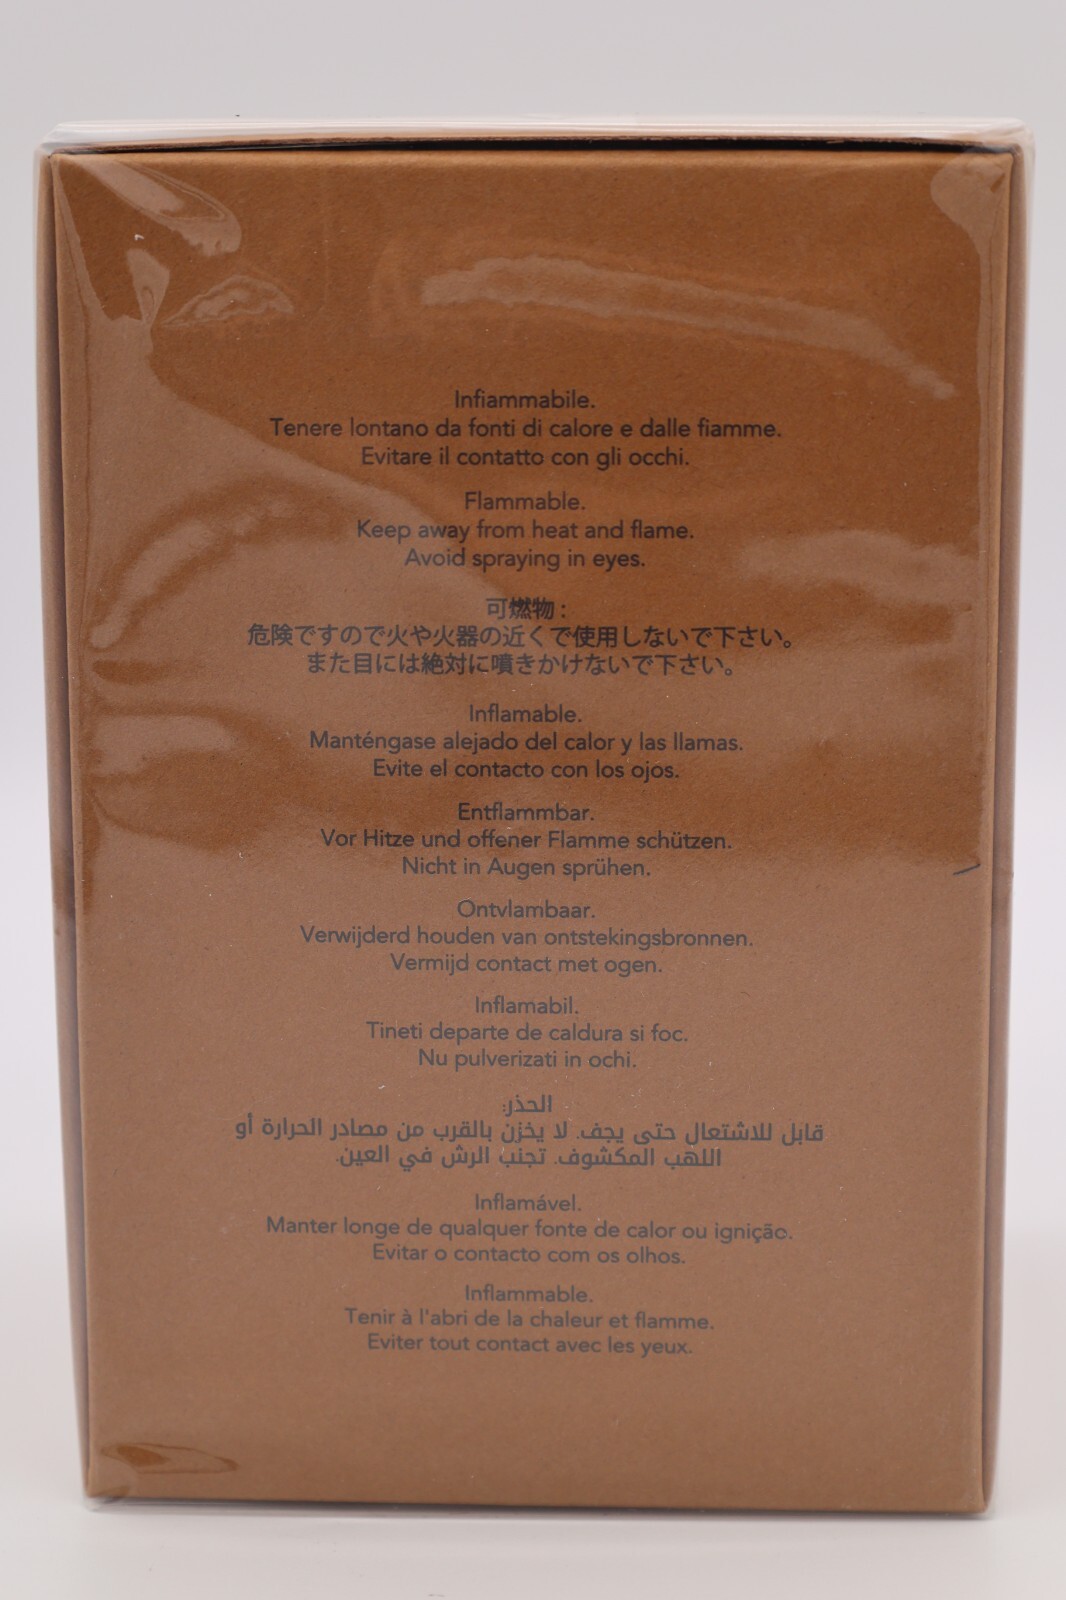 Infiammabile.
Tenere lontano da fonti di calore e dalle fiamme.
Evitare il contatto con gli occhi.
Flammable.
Keep away from heat and flame.
Avoid spraying in eyes.
可燃物 :
危険ですので火や火器の近くで使用しないで下さい。
また目には絶対に噴きかけないで下さい。
Inflamable.
Manténgase alejado del calor y las llamas.
Evite el contacto con los ojos.
Entflammbar.
Vor Hitze und offener Flamme schützen.
Nicht in Augen sprühen.
Ontvlambaar.
Verwijderd houden van ontstekingsbronnen.
Vermijd contact met ogen.
Inflamabil.
Tineti departe de caldura si foc.
Nu pulverizati in ochi.
الحذر:
قابل للاشتعال حتى يجف. لا يخزن بالقرب من مصادر الحرارة أو
اللهب المكشوف. تجنب الرش في العين.
Inflamável.
Manter longe de qualquer fonte de calor ou ignição.
Evitar o contacto com os olhos.
Inflammable.
Tenir à l'abri de la chaleur et flamme.
Eviter tout contact avec les yeux.